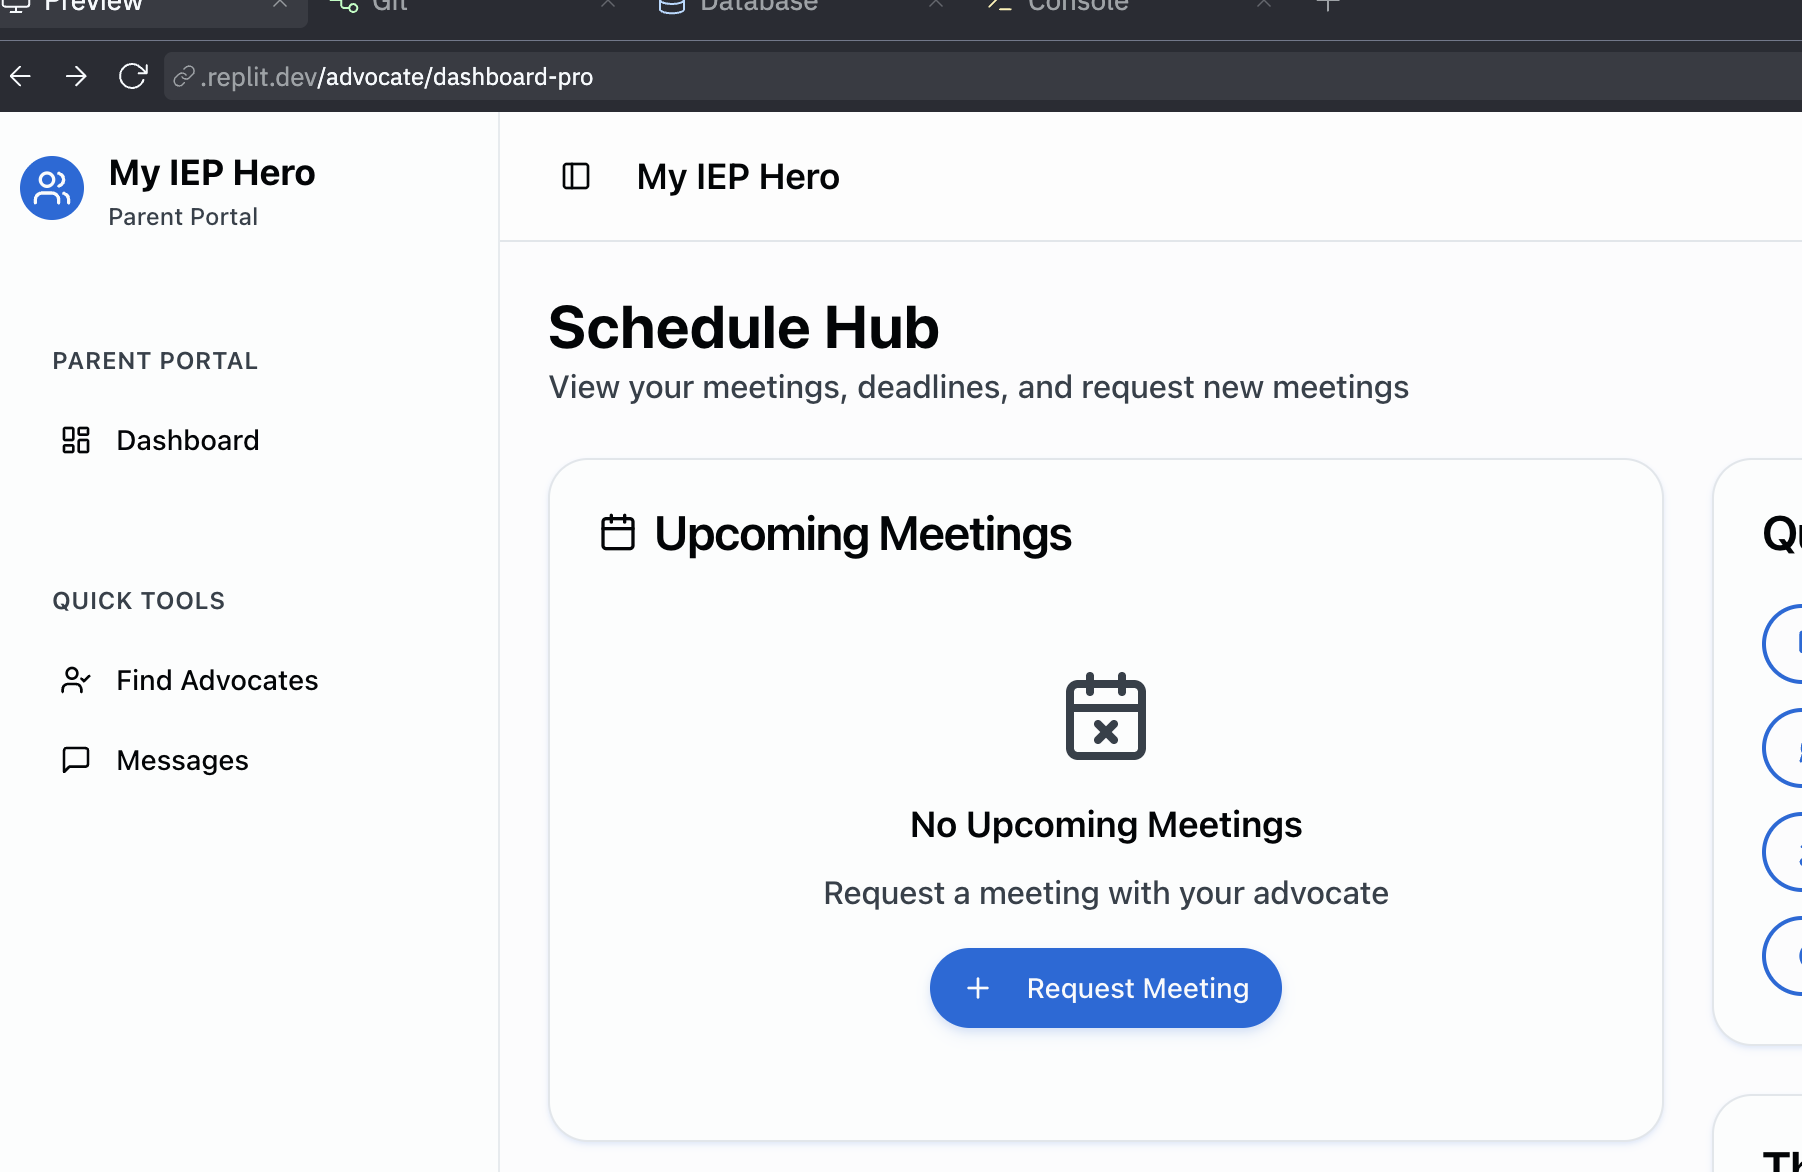 Preview
Git
Database
Console
.replit.dev/advocate/dashboard-pro
My IEP Hero
Parent Portal
My IEP Hero
PARENT PORTAL
Dashboard
QUICK TOOLS
Find Advocates
Messages
Schedule Hub
View your meetings, deadlines, and request new meetings
Upcoming Meetings
No Upcoming Meetings
Request a meeting with your advocate
Request Meeting